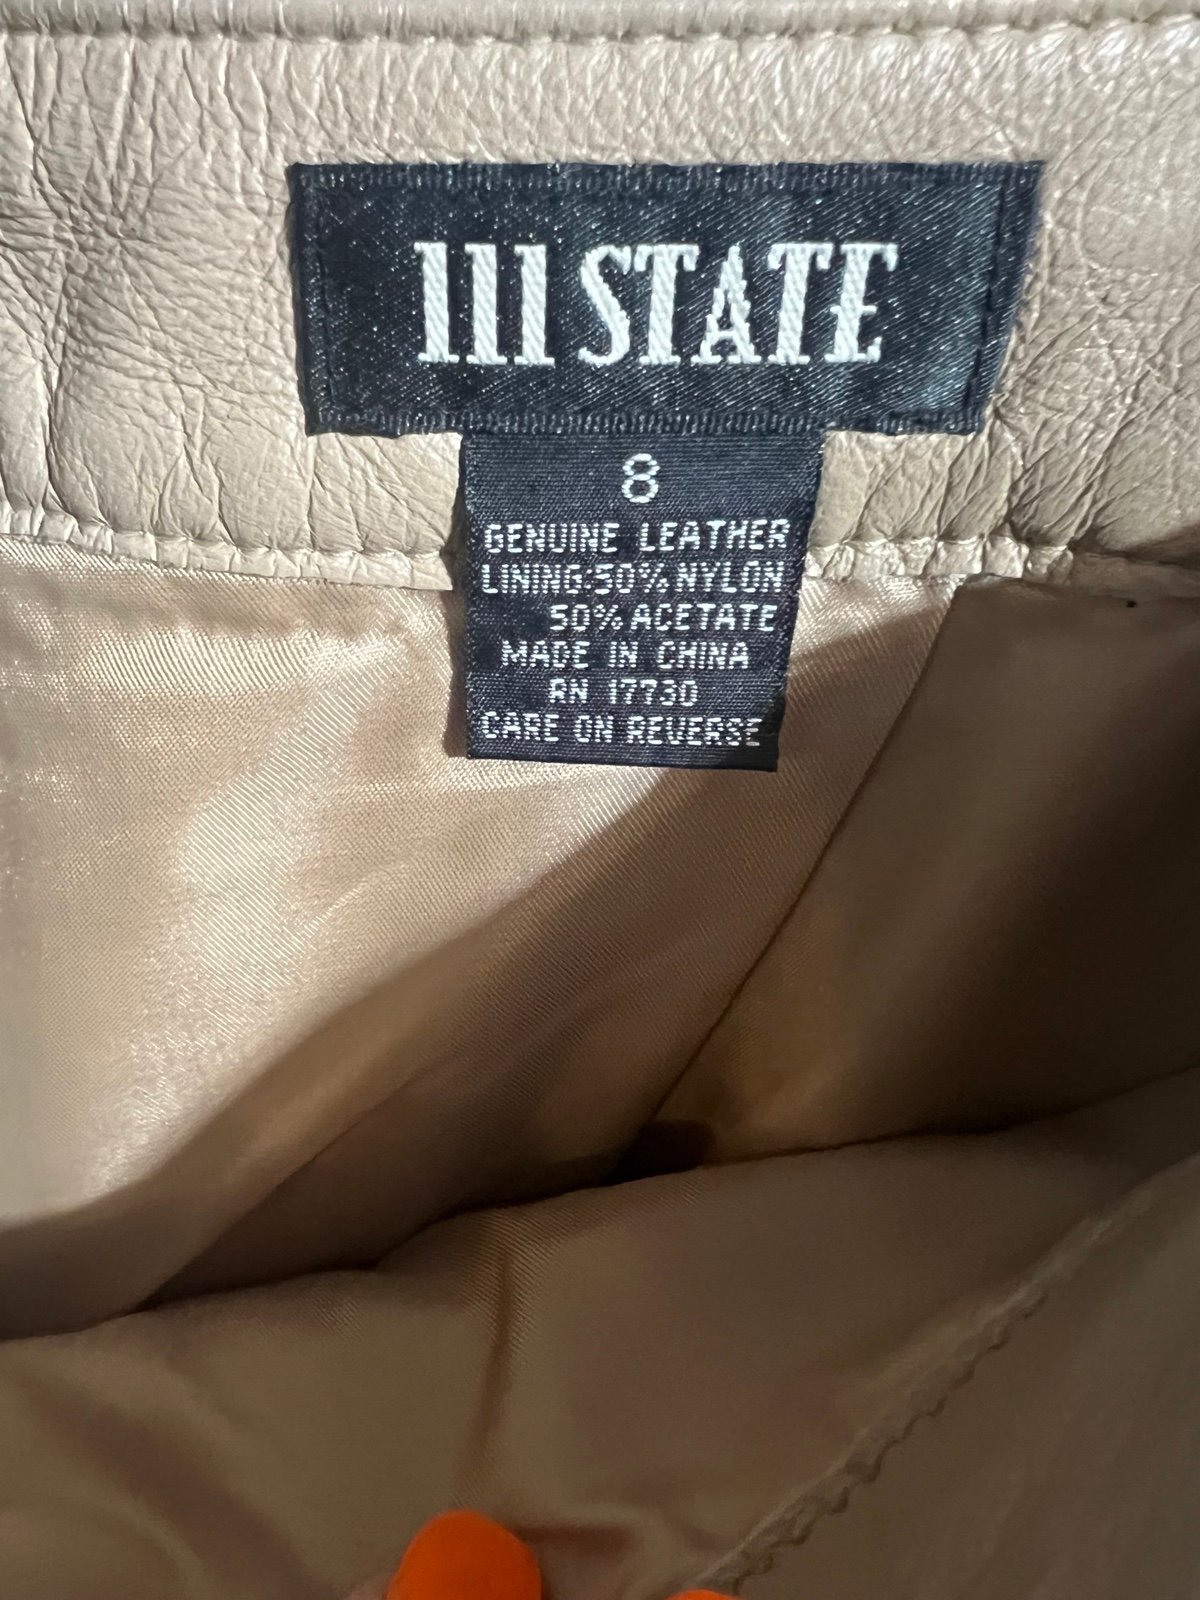 111 STATE
8
GENUINE LEATHER
LINING:50% NYLON
50% ACETATE
MADE IN CHINA
RN 17730
CARE ON REVERSE